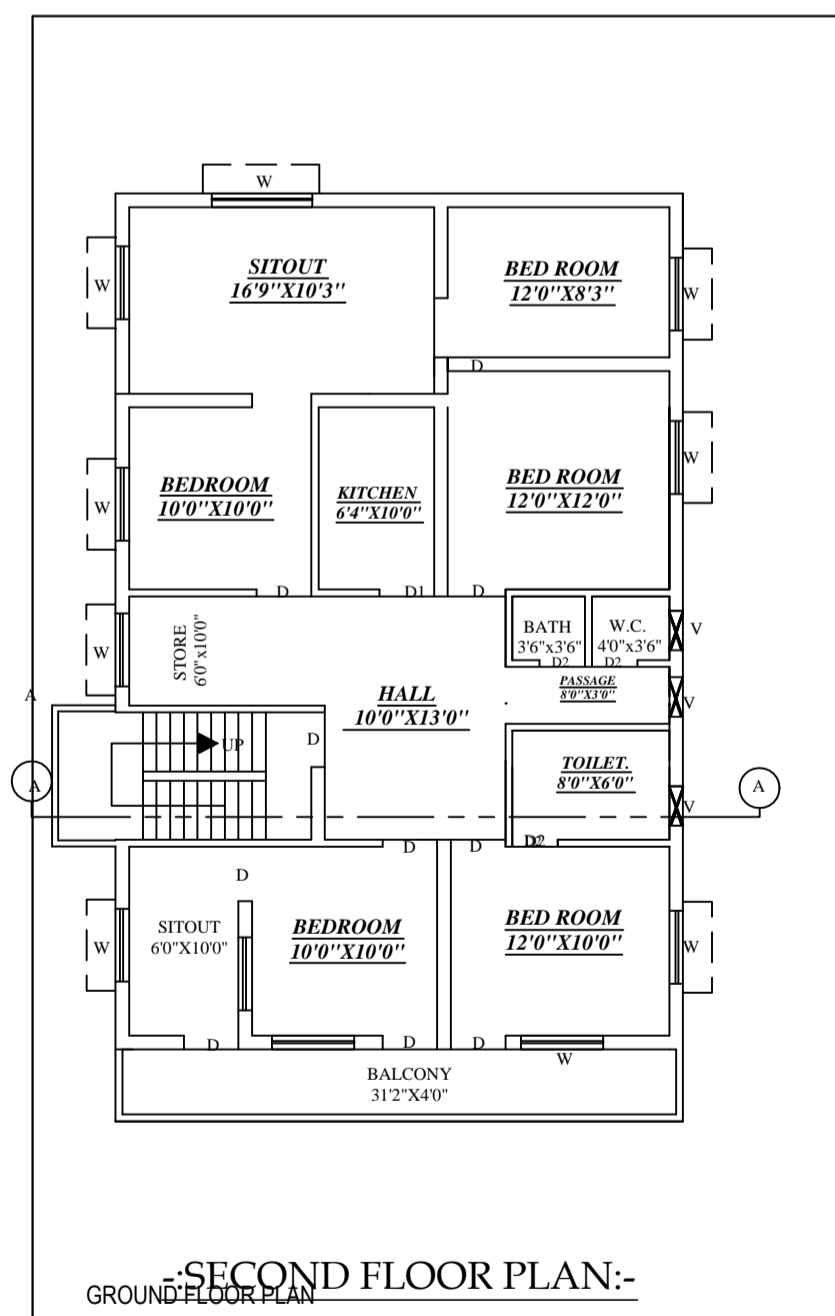 W
SITOUT
16'9"X10'3"
BED ROOM
12'0"X8'3"
W
W
D
BEDROOM
10'0"X10'0"
KITCHEN
6'4"X10'0"
BED ROOM
12'0"X12'0"
W
W
D
D1
D
STORE
6'0"x10'0"
BATH
3'6"x3'6"
W.C.
4'0"x3'6"
V
W
D2
D2
PASSAGE
8'0"X3'0"
A
HALL
10'0"X13'0"
V
UP
D
TOILET.
8'0"X6'0"
A
A
V
D2
D
D
D
SITOUT
6'0"X10'0"
BEDROOM
10'0"X10'0"
BED ROOM
12'0"X10'0"
W
W
D
D
D
W
BALCONY
31'2"X4'0"
-:SECOND FLOOR PLAN:-
GROUND FLOOR PLAN